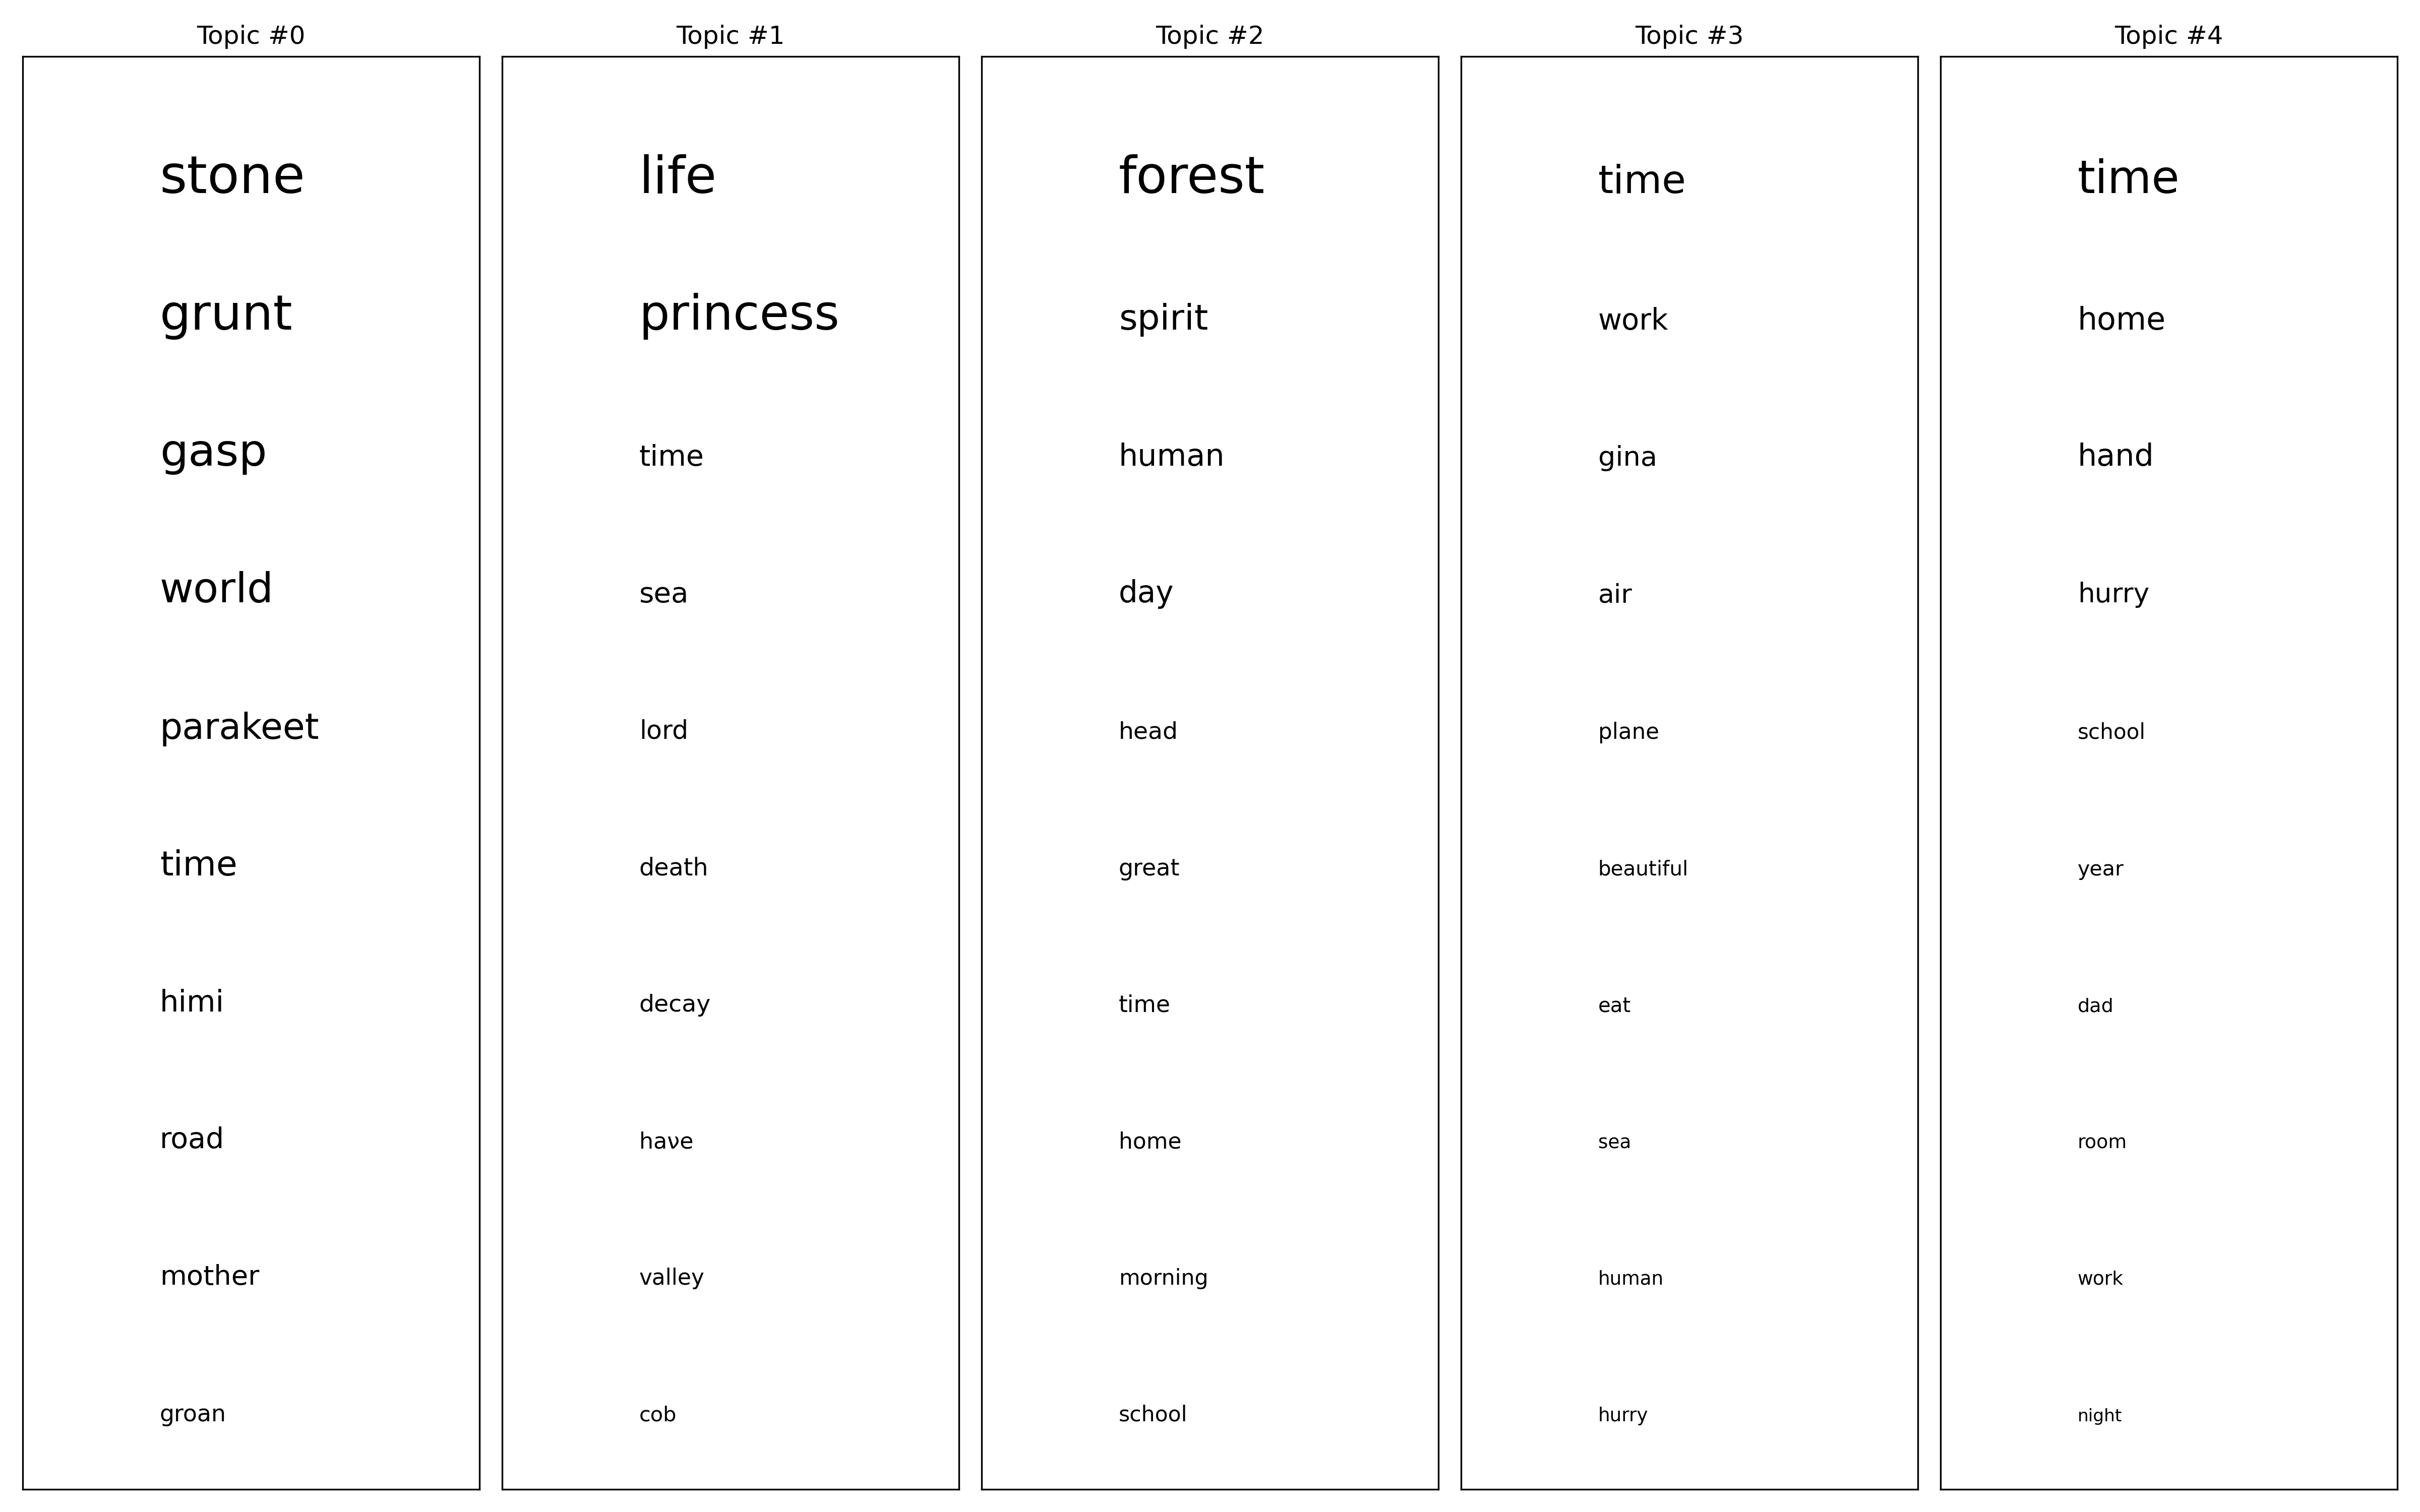 Topic #0
stone
grunt
gasp
world
parakeet
time
himi
road
mother
groan
Topic #1
life
princess
time
sea
lord
death
decay
haνe
valley
cob
Topic #2
forest
spirit
human
day
head
great
time
home
morning
school
Topic #3
time
work
gina
air
plane
beautiful
eat
sea
human
hurry
Topic #4
time
home
hand
hurry
school
year
dad
room
work
night